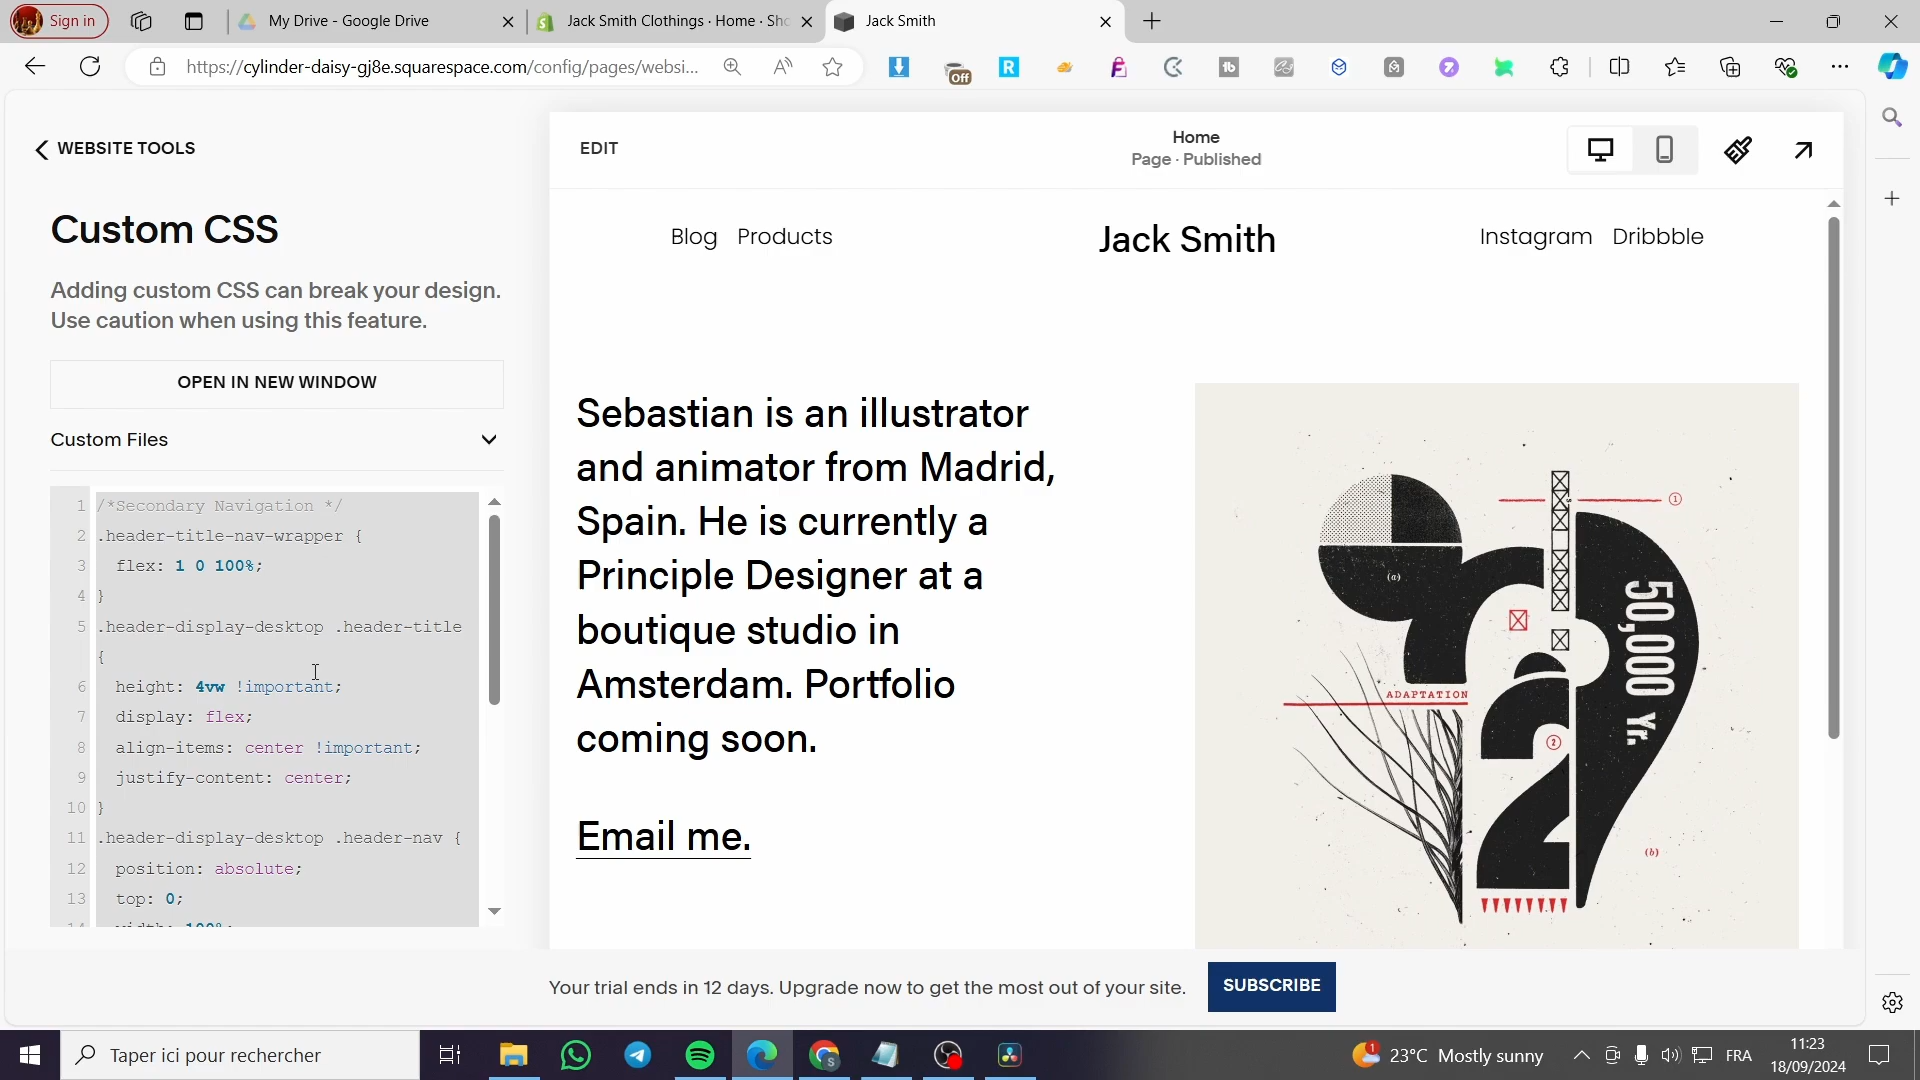 Sign in
My Drive - Google Drive
Jack Smith Clothings · Home · Sho
Jack Smith
https://cylinder-daisy-gj8e.squarespace.com/config/pages/websi...
Off
WEBSITE TOOLS
Custom CSS
Adding custom CSS can break your design.
Use caution when using this feature.
OPEN IN NEW WINDOW
Custom Files
1 /*Secondary Navigation */
2 .header-title-nav-wrapper {
3 flex: 1 0 100%;
4 }
5 .header-display-desktop .header-title
{
6 height: 4vw !important;
7 display: flex;
8 align-items: center !important;
9 justify-content: center;
10 }
11 .header-display-desktop .header-nav {
12 position: absolute;
13 top: 0;
14 width: 100%;
EDIT
Home
Page · Published
Blog Products
Jack Smith
Instagram Dribbble
Sebastian is an illustrator
and animator from Madrid,
Spain. He is currently a
Principle Designer at a
boutique studio in
Amsterdam. Portfolio
coming soon.
Email me.
(1)
(a)
50,000 Yr.
ADAPTATION
2
(2)
(b)
Your trial ends in 12 days. Upgrade now to get the most out of your site.
SUBSCRIBE
Taper ici pour rechercher
23°C Mostly sunny
FRA
11:23
18/09/2024